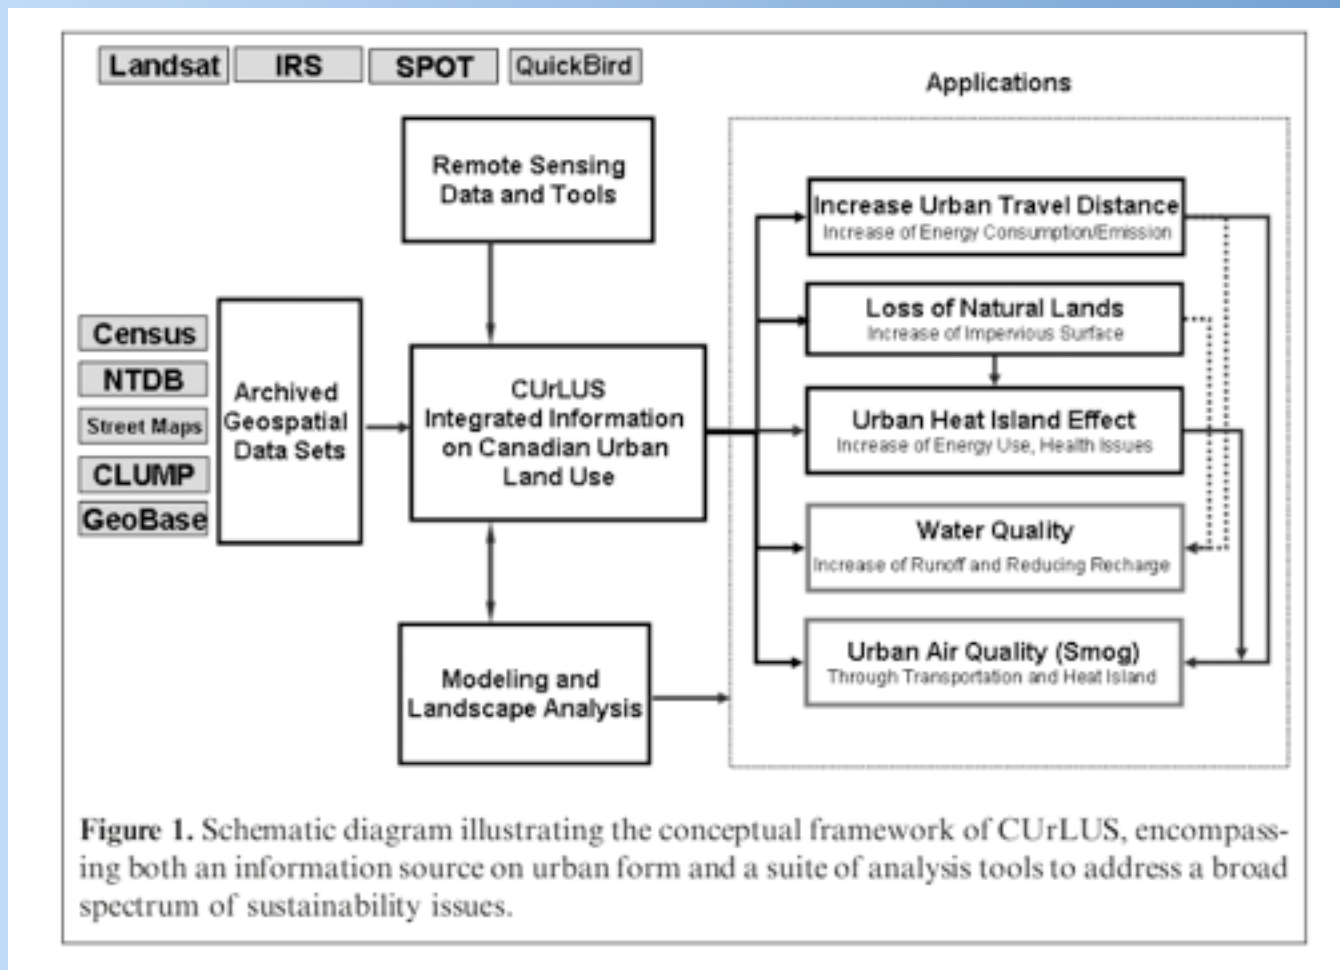 Landsat
IRS
SPOT
QuickBird
Applications
Remote Sensing
Data and Tools
Increase Urban Travel Distance
Increase of Energy Consumption/Emission
Loss of Natural Lands
Increase of Impervious Surface
Census
NTDB
Street Maps
CLUMP
GeoBase
Archived
Geospatial
Data Sets
CUrLUS
Integrated Information
on Canadian Urban
Land Use
Urban Heat Island Effect
Increase of Energy Use, Health Issues
Water Quality
Increase of Runoff and Reducing Recharge
Modeling and
Landscape Analysis
Urban Air Quality (Smog)
Through Transportation and Heat Island
Figure 1. Schematic diagram illustrating the conceptual framework of CUrLUS, encompass-
ing both an information source on urban form and a suite of analysis tools to address a broad
spectrum of sustainability issues.